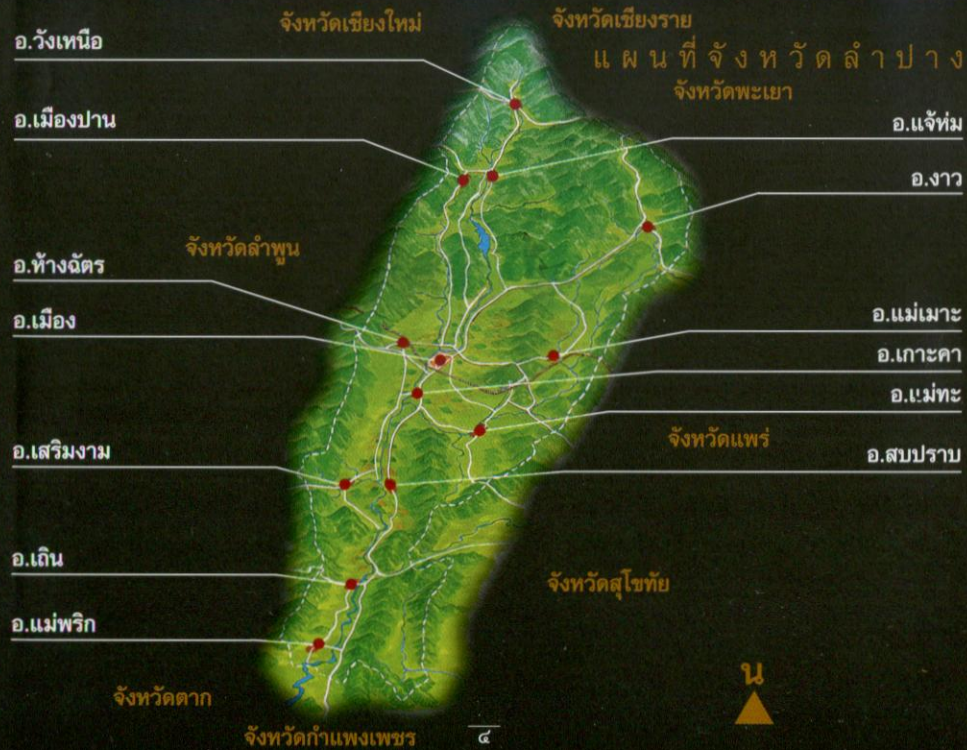 จังหวัดเชียงใหม่
จังหวัดเชียงราย
แผนที่จังหวัดลำปาง
จังหวัดพะเยา
อ.วังเหนือ
อ.เมืองปาน
อ.แจ้ห่ม
อ.งาว
จังหวัดลำพูน
อ.ห้างฉัตร
อ.เมือง
อ.แม่เมาะ
อ.เกาะคา
อ.แม่ทะ
จังหวัดแพร่
อ.เสริมงาม
อ.สบปราบ
อ.เถิน
จังหวัดสุโขทัย
อ.แม่พริก
น
จังหวัดตาก
จังหวัดกำแพงเพชร
๔